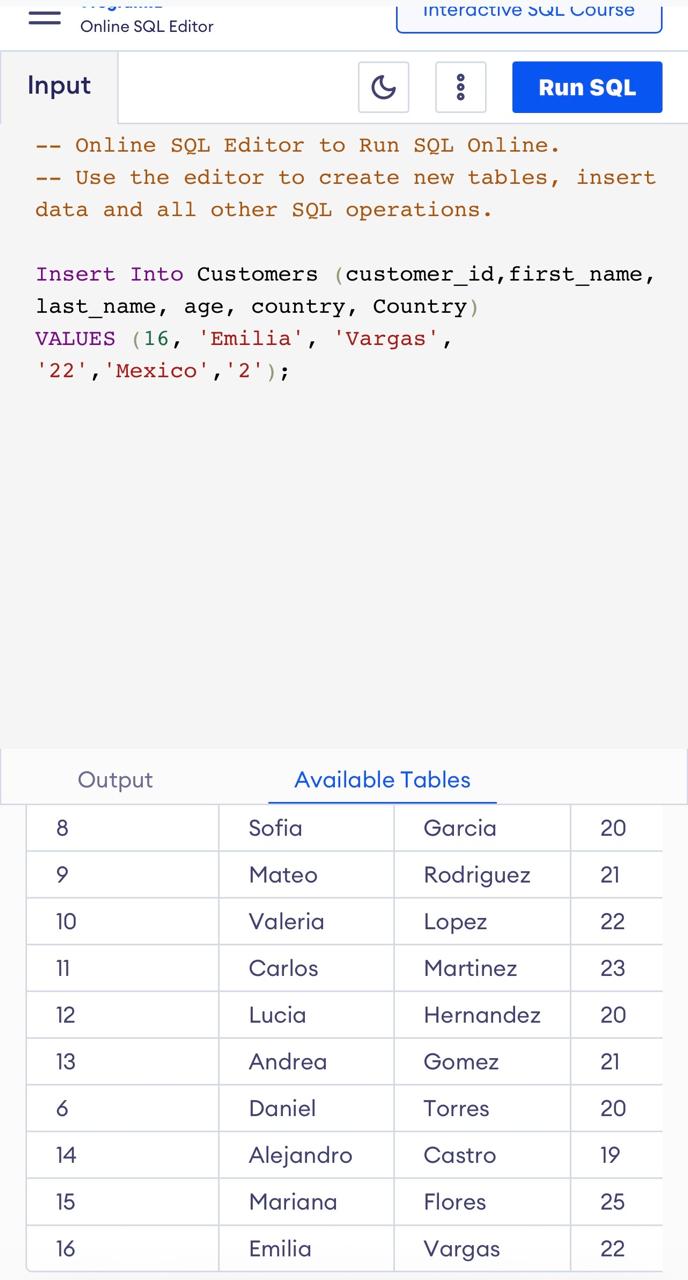 Online SQL Editor
Interactive SQL Course
Input
Run SQL
-- Online SQL Editor to Run SQL Online.
-- Use the editor to create new tables, insert
data and all other SQL operations.
Insert Into Customers (customer_id,first_name,
last_name, age, country, Country)
VALUES (16, 'Emilia', 'Vargas',
'22','Mexico','2');
Output Available Tables
8 Sofia Garcia 20
9 Mateo Rodriguez 21
10 Valeria Lopez 22
11 Carlos Martinez 23
12 Lucia Hernandez 20
13 Andrea Gomez 21
6 Daniel Torres 20
14 Alejandro Castro 19
15 Mariana Flores 25
16 Emilia Vargas 22